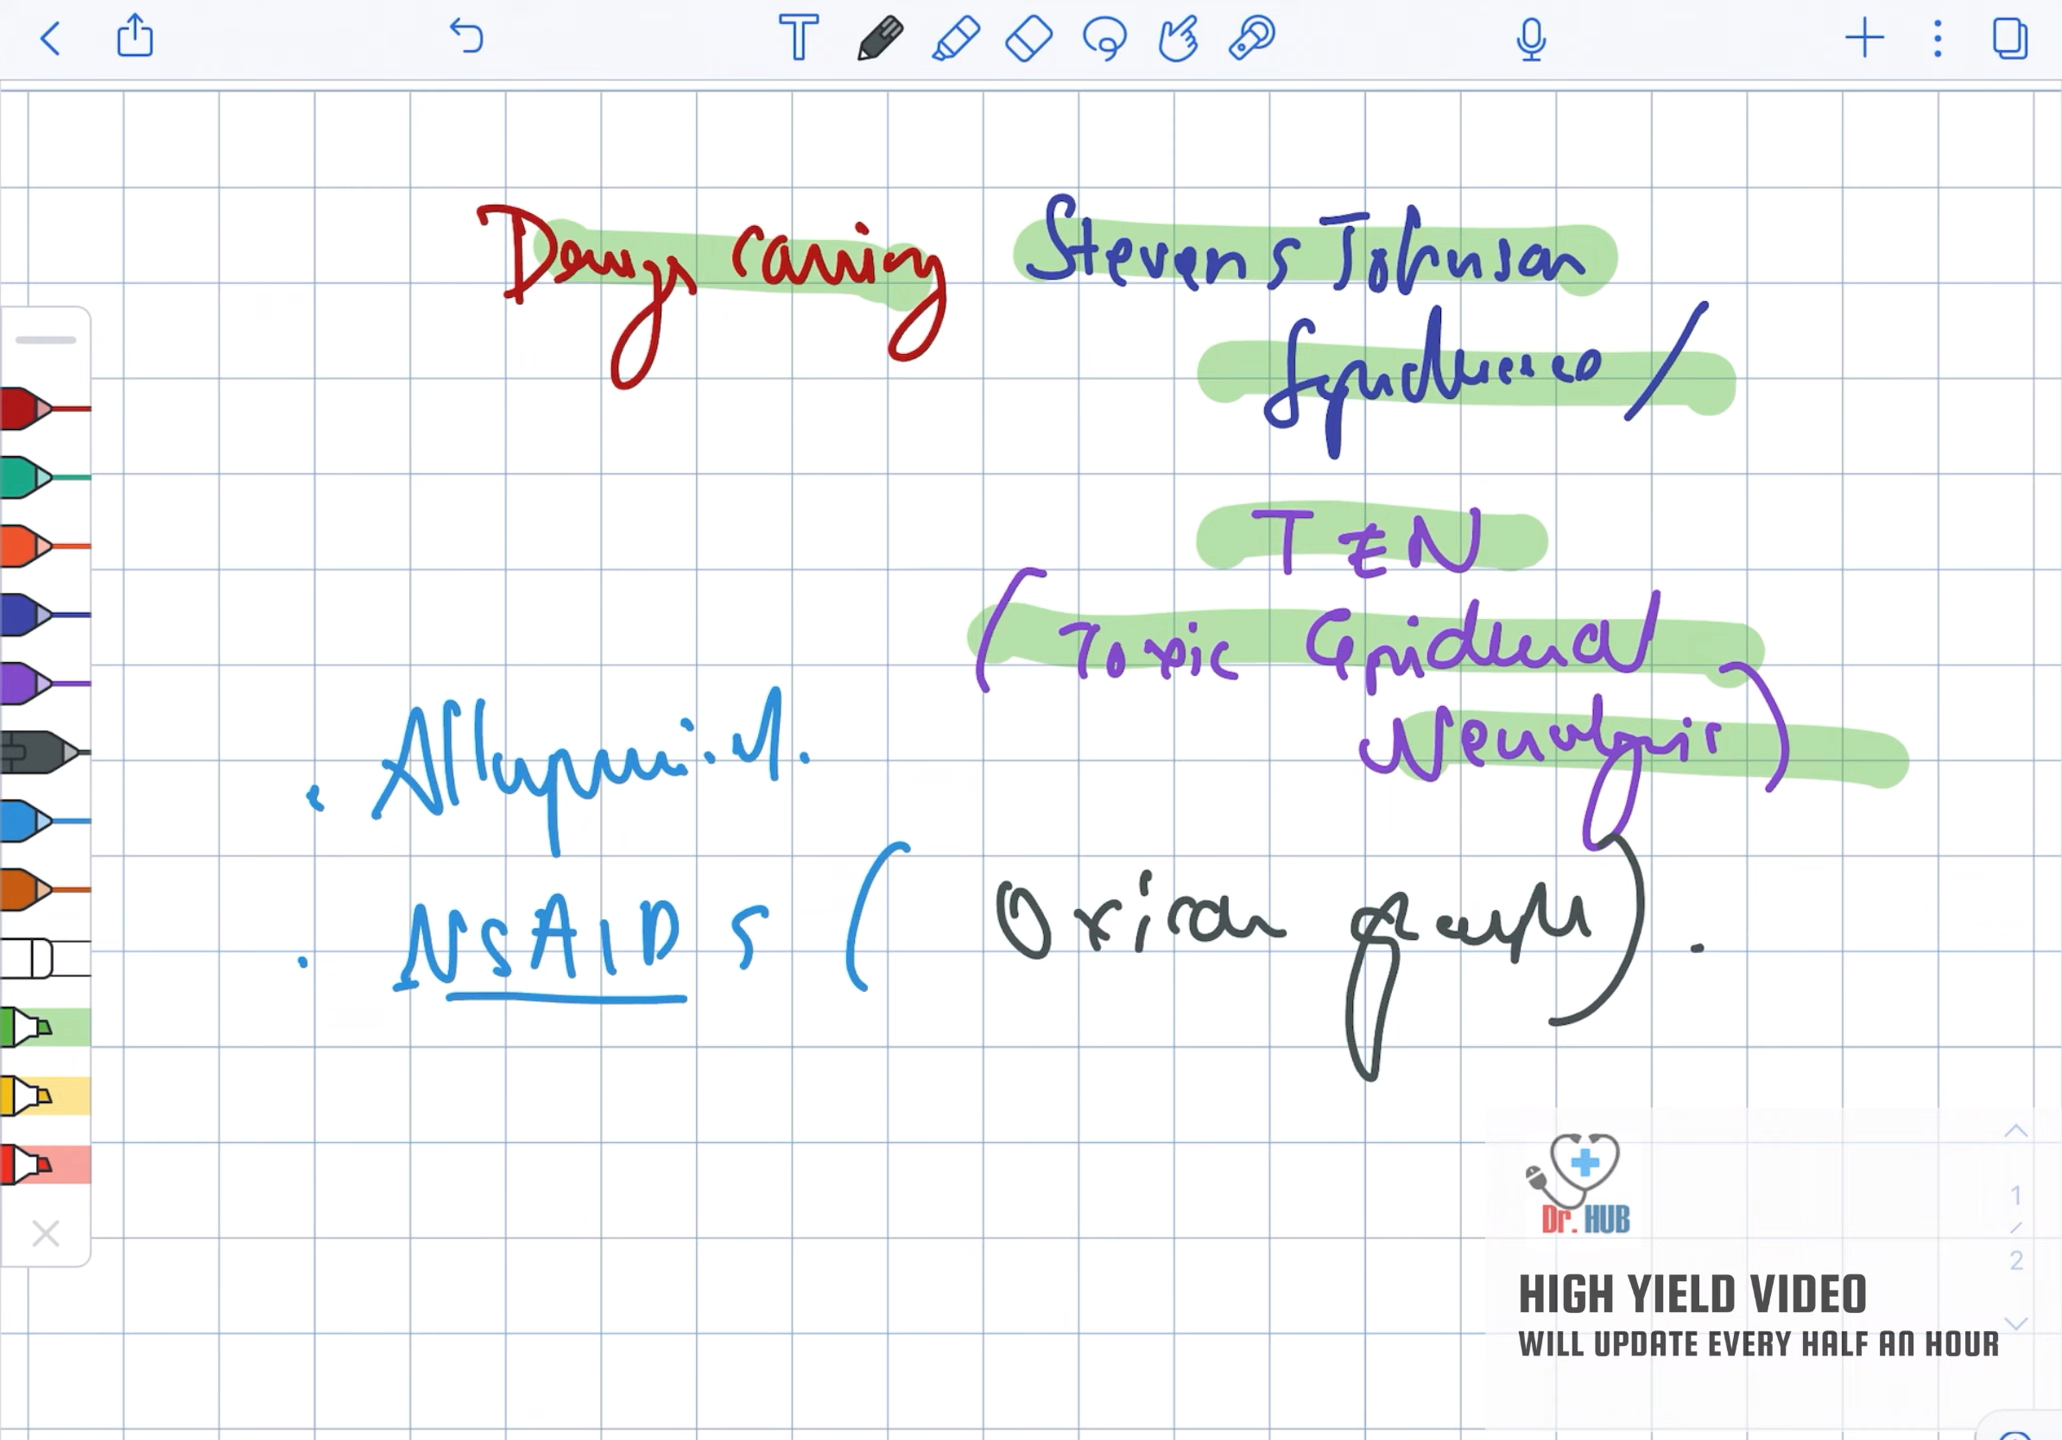 Drugs causing Stevens Johnson
Syndrome /
TEN
( Toxic Epidermal
Necrolysis )
. Allopurinol.
. NSAIDs ( Oxicam group ) .
Dr. HUB
1
/
2
HIGH YIELD VIDEO
WILL UPDATE EVERY HALF AN HOUR